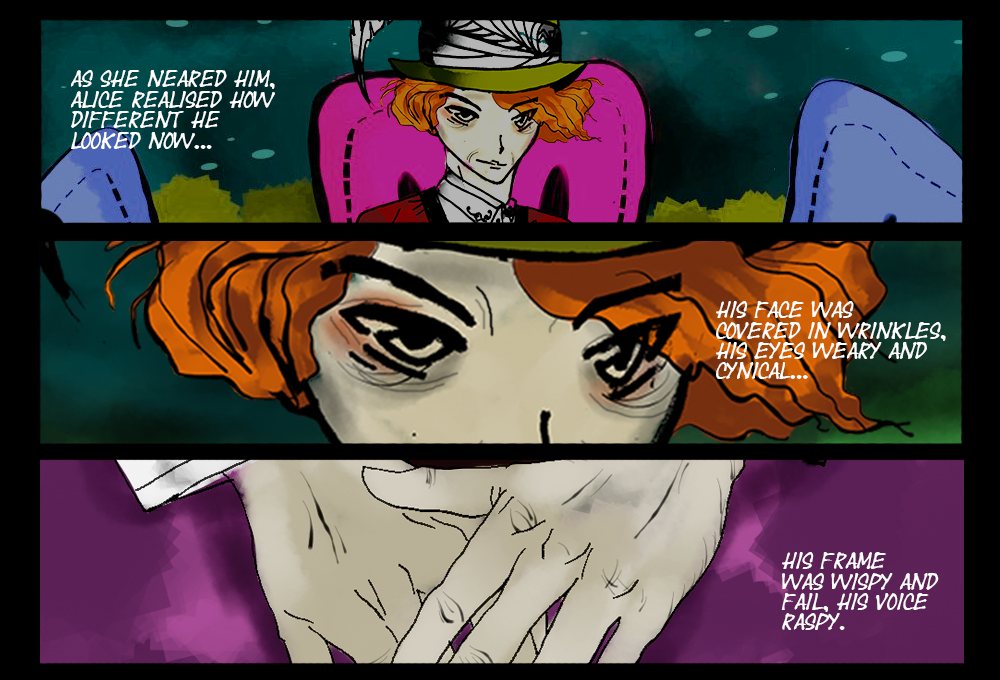 AS SHE NEARED HIM,
ALICE REALISED HOW
DIFFERENT HE
LOOKED NOW...
HIS FACE WAS
COVERED IN WRINKLES,
HIS EYES WEARY AND
CYNICAL...
HIS FRAME
WAS WISPY AND
FAIL, HIS VOICE
RASPY.